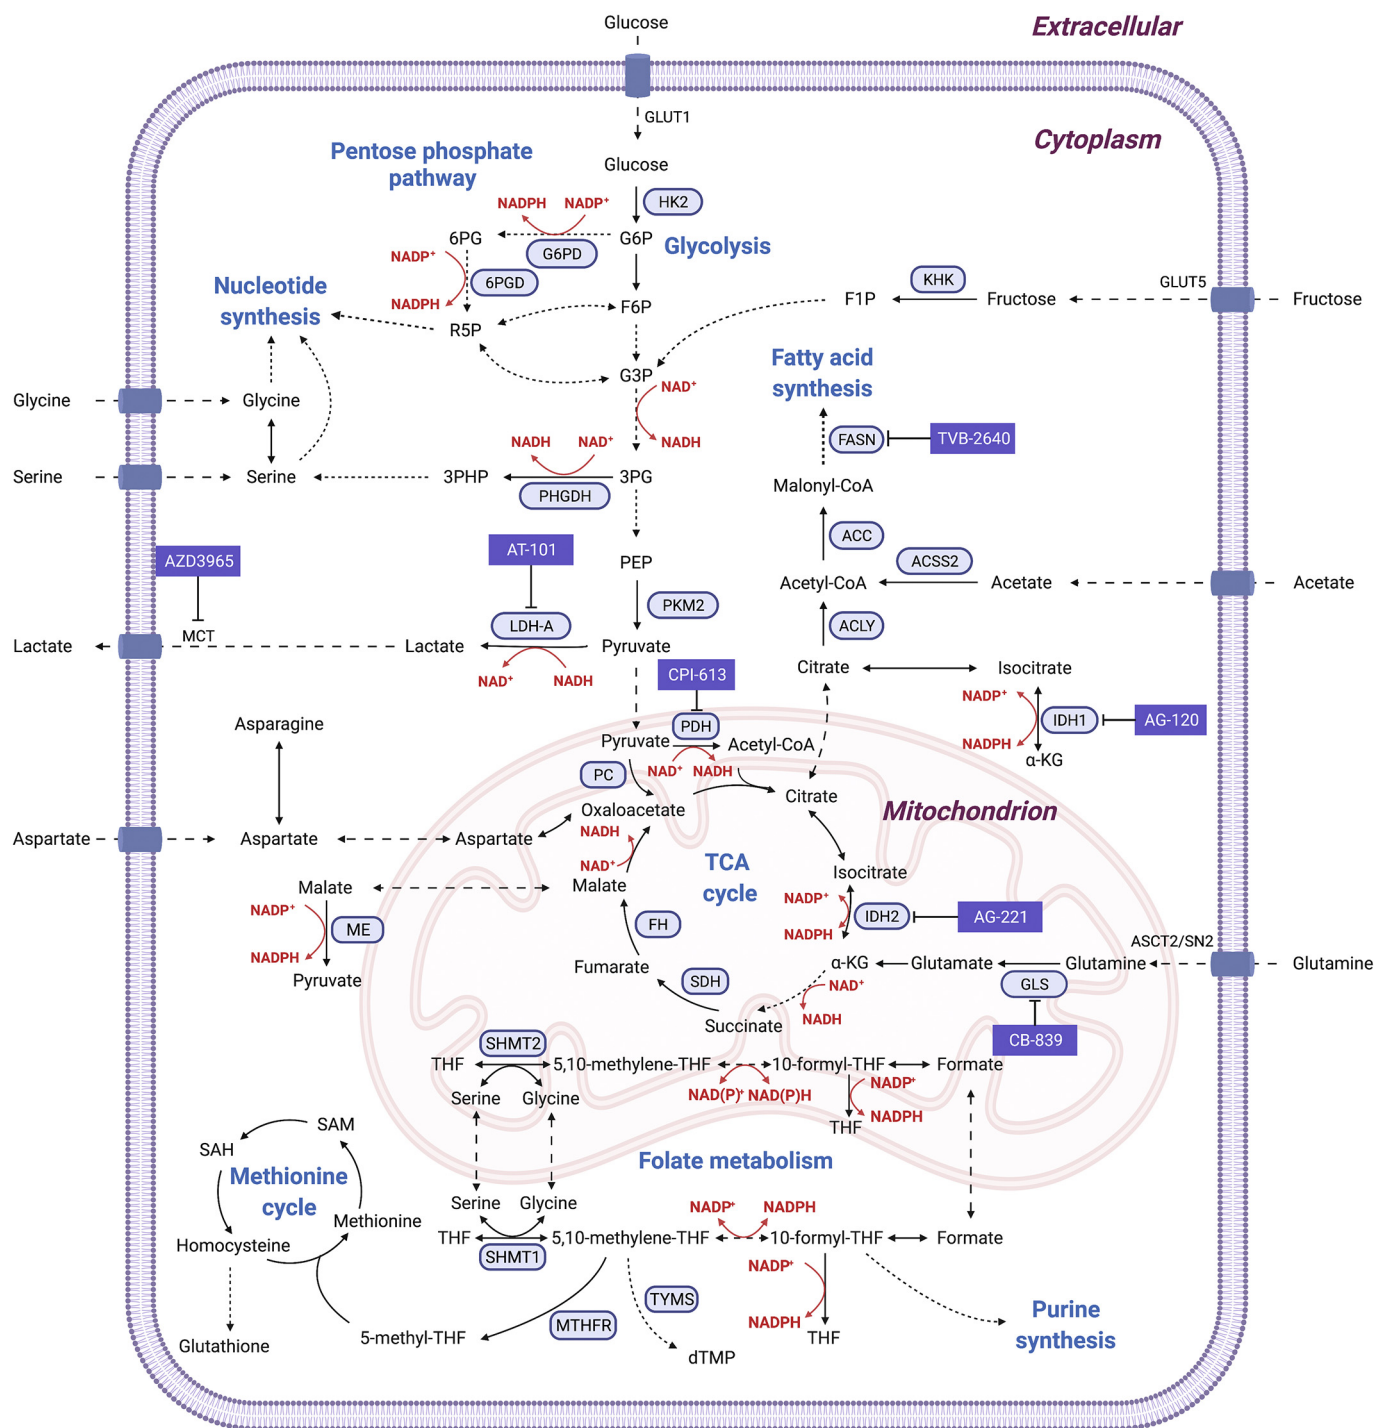 Glucose
Extracellular
GLUT1
Cytoplasm
Pentose phosphate
pathway
Glucose
NADPH
NADP⁺
HK2
6PG
G6P
Glycolysis
NADP⁺
G6PD
6PGD
NADPH
Nucleotide
synthesis
R5P
F6P
F1P
KHK
Fructose
GLUT5
Fructose
Fatty acid
synthesis
G3P
NAD⁺
NADH
Glycine
Glycine
FASN
TVB-2640
NADH
NAD⁺
Serine
Serine
3PHP
3PG
PHGDH
Malonyl-CoA
ACC
AZD3965
AT-101
PEP
ACSS2
Acetyl-CoA
Acetate
Acetate
PKM2
LDH-A
ACLY
MCT
Lactate
Lactate
Pyruvate
NAD⁺
NADH
CPI-613
Citrate
Isocitrate
NADP⁺
IDH1
AG-120
NADPH
α-KG
Asparagine
PDH
Pyruvate
Acetyl-CoA
NAD⁺
NADH
PC
Oxaloacetate
Citrate
Mitochondrion
Aspartate
Aspartate
Aspartate
NADH
NAD⁺
TCA
cycle
Isocitrate
Malate
Malate
NADP⁺
NADP⁺
IDH2
AG-221
ME
FH
NADPH
NADPH
ASCT2/SN2
Pyruvate
Fumarate
α-KG
Glutamate
Glutamine
Glutamine
SDH
NAD⁺
GLS
Succinate
NADH
CB-839
SHMT2
THF
5,10-methylene-THF
10-formyl-THF
Formate
Serine
Glycine
NAD(P)⁺
NAD(P)H
NADP⁺
NADPH
THF
SAM
SAH
Methionine
cycle
Folate metabolism
Serine
Glycine
NADP⁺
NADPH
Methionine
Homocysteine
THF
5,10-methylene-THF
10-formyl-THF
Formate
SHMT1
NADP⁺
TYMS
MTHFR
NADPH
Purine
synthesis
Glutathione
5-methyl-THF
THF
dTMP